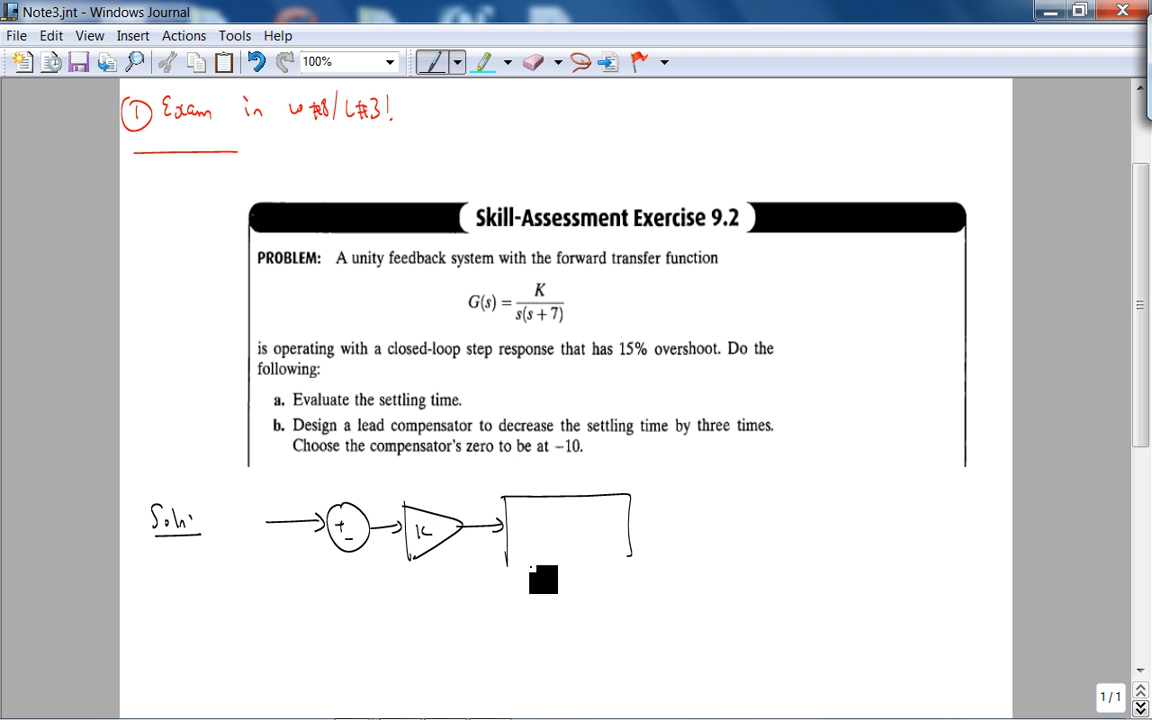 Note3.jnt - Windows Journal
File Edit View Insert Actions Tools Help
100%
① Exam in w#8/L#3!
Skill-Assessment Exercise 9.2
PROBLEM: A unity feedback system with the forward transfer function
G(s) = K / s(s + 7)
is operating with a closed-loop step response that has 15% overshoot. Do the
following:
a. Evaluate the settling time.
b. Design a lead compensator to decrease the settling time by three times.
Choose the compensator's zero to be at −10.
Soln.
+ − K
1 / 1